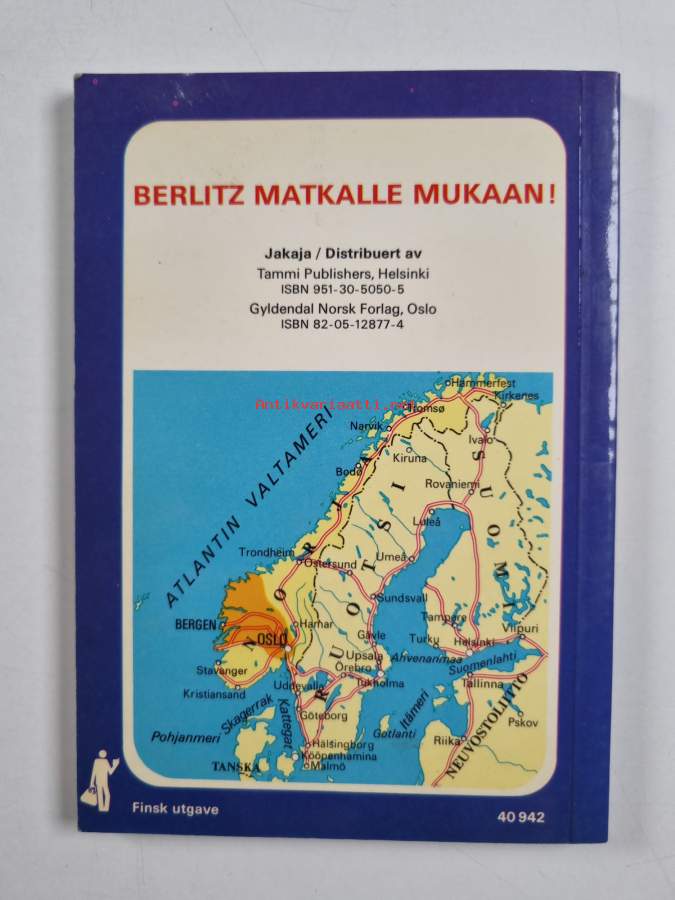 BERLITZ MATKALLE MUKAAN!
Jakaja / Distribuert av
Tammi Publishers, Helsinki
ISBN 951-30-5050-5
Gyldendal Norsk Forlag, Oslo
ISBN 82-05-12877-4
Antikvariaatti.net
Hammerfest
Kirkenes
Tromsø
Narvik
Ivalo
Kiruna
Bodø
Rovaniemi
Luleå
ATLANTIN VALTAMERI
NORJA
RUOTSI
SUOMI
Trondheim
Östersund
Umeå
Sundsvall
BERGEN
OSLO
Hamar
Gävle
Tampere
Turku
Helsinki
Viipuri
Upsala
Ahvenanmaa
Suomenlahti
Stavanger
Örebro
Tukholma
Tallinna
Kristiansand
Uddevalla
Skagerrak
Kattegat
Göteborg
Itämeri
Gotlanti
Pskov
Pohjanmeri
Riika
NEUVOSTOLIITTO
Hälsingborg
Kööpenhamina
Malmö
TANSKA
Finsk utgave
40 942